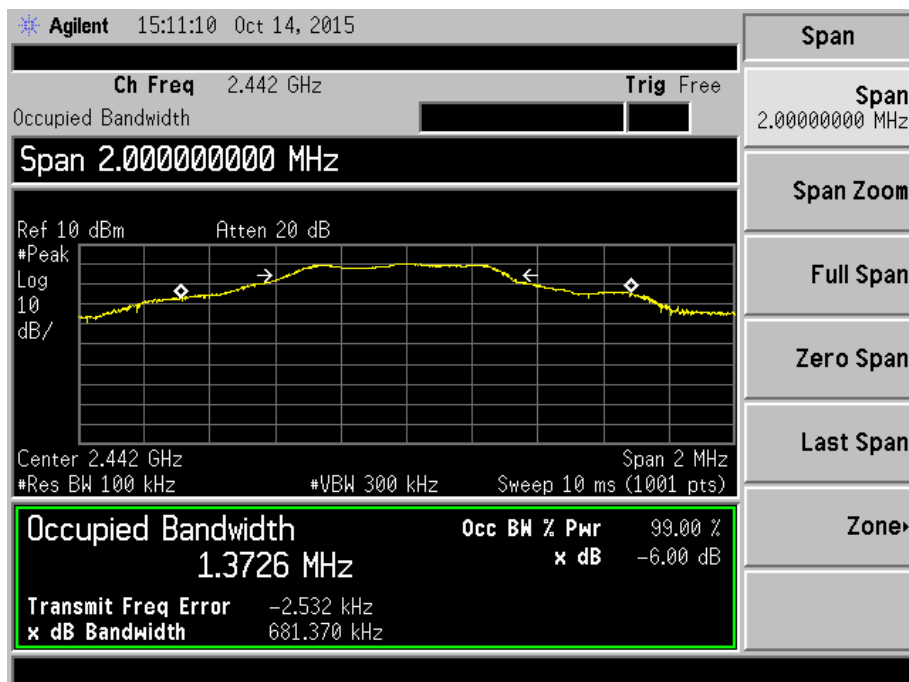 Agilent 15:11:10 Oct 14, 2015
Span
Ch Freq 2.442 GHz Trig Free
Occupied Bandwidth
Span 2.000000000 MHz
Ref 10 dBm Atten 20 dB
#Peak
Log
10
dB/
Center 2.442 GHz Span 2 MHz
#Res BW 100 kHz #VBW 300 kHz Sweep 10 ms (1001 pts)
Occupied Bandwidth Occ BW % Pwr 99.00 %
1.3726 MHz x dB -6.00 dB
Transmit Freq Error -2.532 kHz
x dB Bandwidth 681.370 kHz
Span
2.00000000 MHz
Span Zoom
Full Span
Zero Span
Last Span
Zone